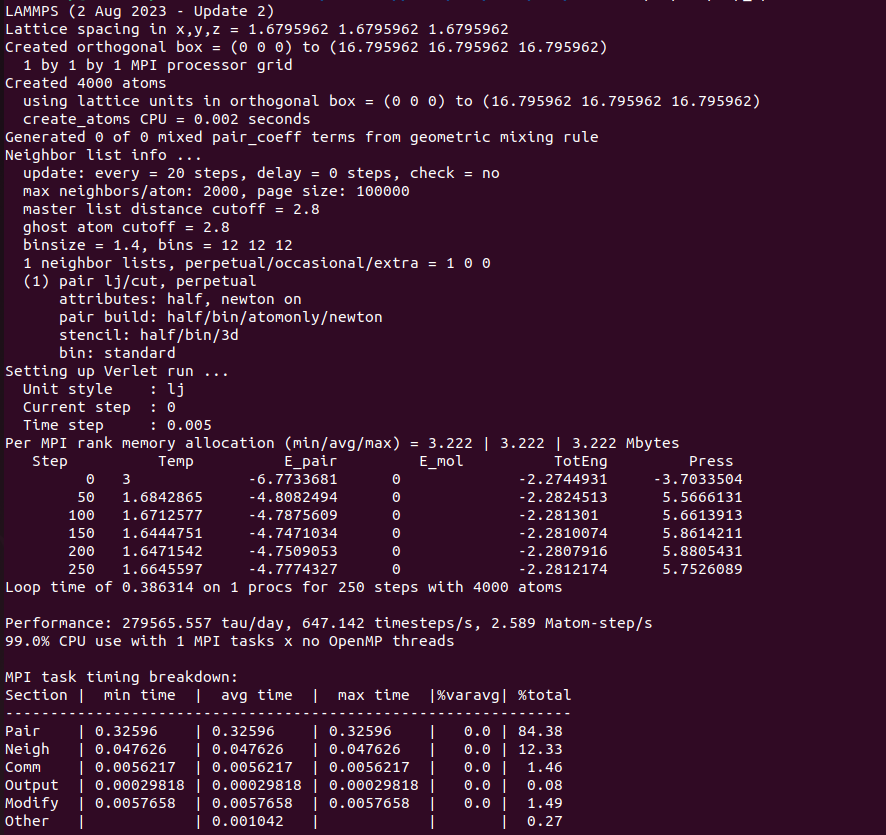 LAMMPS (2 Aug 2023 - Update 2)
Lattice spacing in x,y,z = 1.6795962 1.6795962 1.6795962
Created orthogonal box = (0 0 0) to (16.795962 16.795962 16.795962)
  1 by 1 by 1 MPI processor grid
Created 4000 atoms
  using lattice units in orthogonal box = (0 0 0) to (16.795962 16.795962 16.795962)
  create_atoms CPU = 0.002 seconds
Generated 0 of 0 mixed pair_coeff terms from geometric mixing rule
Neighbor list info ...
  update: every = 20 steps, delay = 0 steps, check = no
  max neighbors/atom: 2000, page size: 100000
  master list distance cutoff = 2.8
  ghost atom cutoff = 2.8
  binsize = 1.4, bins = 12 12 12
  1 neighbor lists, perpetual/occasional/extra = 1 0 0
  (1) pair lj/cut, perpetual
      attributes: half, newton on
      pair build: half/bin/atomonly/newton
      stencil: half/bin/3d
      bin: standard
Setting up Verlet run ...
  Unit style    : lj
  Current step  : 0
  Time step     : 0.005
Per MPI rank memory allocation (min/avg/max) = 3.222 | 3.222 | 3.222 Mbytes
   Step          Temp          E_pair         E_mol          TotEng         Press
         0   3             -6.7733681      0             -2.2744931     -3.7033504
        50   1.6842865     -4.8082494      0             -2.2824513      5.5666131
       100   1.6712577     -4.7875609      0             -2.281301       5.6613913
       150   1.6444751     -4.7471034      0             -2.2810074      5.8614211
       200   1.6471542     -4.7509053      0             -2.2807916      5.8805431
       250   1.6645597     -4.7774327      0             -2.2812174      5.7526089
Loop time of 0.386314 on 1 procs for 250 steps with 4000 atoms

Performance: 279565.557 tau/day, 647.142 timesteps/s, 2.589 Matom-step/s
99.0% CPU use with 1 MPI tasks x no OpenMP threads

MPI task timing breakdown:
Section |  min time  |  avg time  |  max time  |%varavg| %total
---------------------------------------------------------------
Pair    | 0.32596    | 0.32596    | 0.32596    |   0.0 | 84.38
Neigh   | 0.047626   | 0.047626   | 0.047626   |   0.0 | 12.33
Comm    | 0.0056217  | 0.0056217  | 0.0056217  |   0.0 |  1.46
Output  | 0.00029818 | 0.00029818 | 0.00029818 |   0.0 |  0.08
Modify  | 0.0057658  | 0.0057658  | 0.0057658  |   0.0 |  1.49
Other   |            | 0.001042   |            |       |  0.27